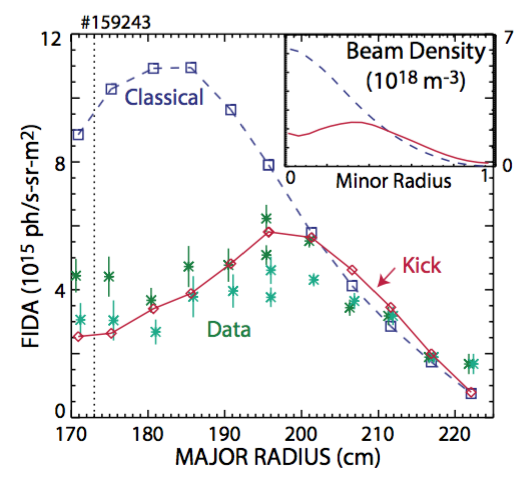 #159243
12
8
4
0
FIDA (10¹⁵ ph/s-sr-m2)
Classical
Data
Kick
Beam Density
(10¹⁸ m-3)
7
0
0
1
Minor Radius
170 180 190 200 210 220
MAJOR RADIUS (cm)